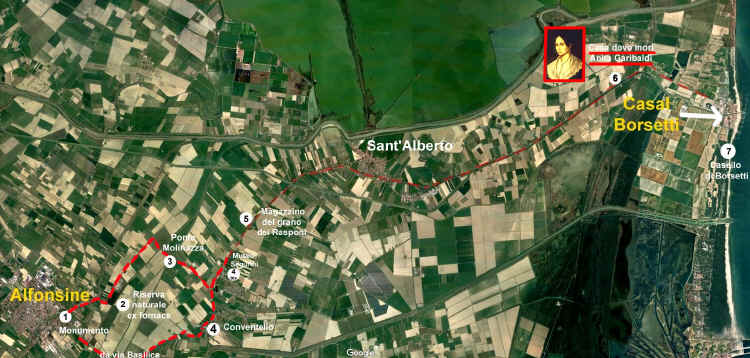 Casa dove morì
Anita Garibaldi
6
Casal
Borsetti
Sant'Alberto
7
Casello
di Borsetti
Magazzino
del grano
dei Rasponi
5
Ponte
Molinazza
3
Museo
4
Alfonsine
Riserva
naturale
ex fornace
2
1
Monumento
4
Conventello
da via Basilica
Google